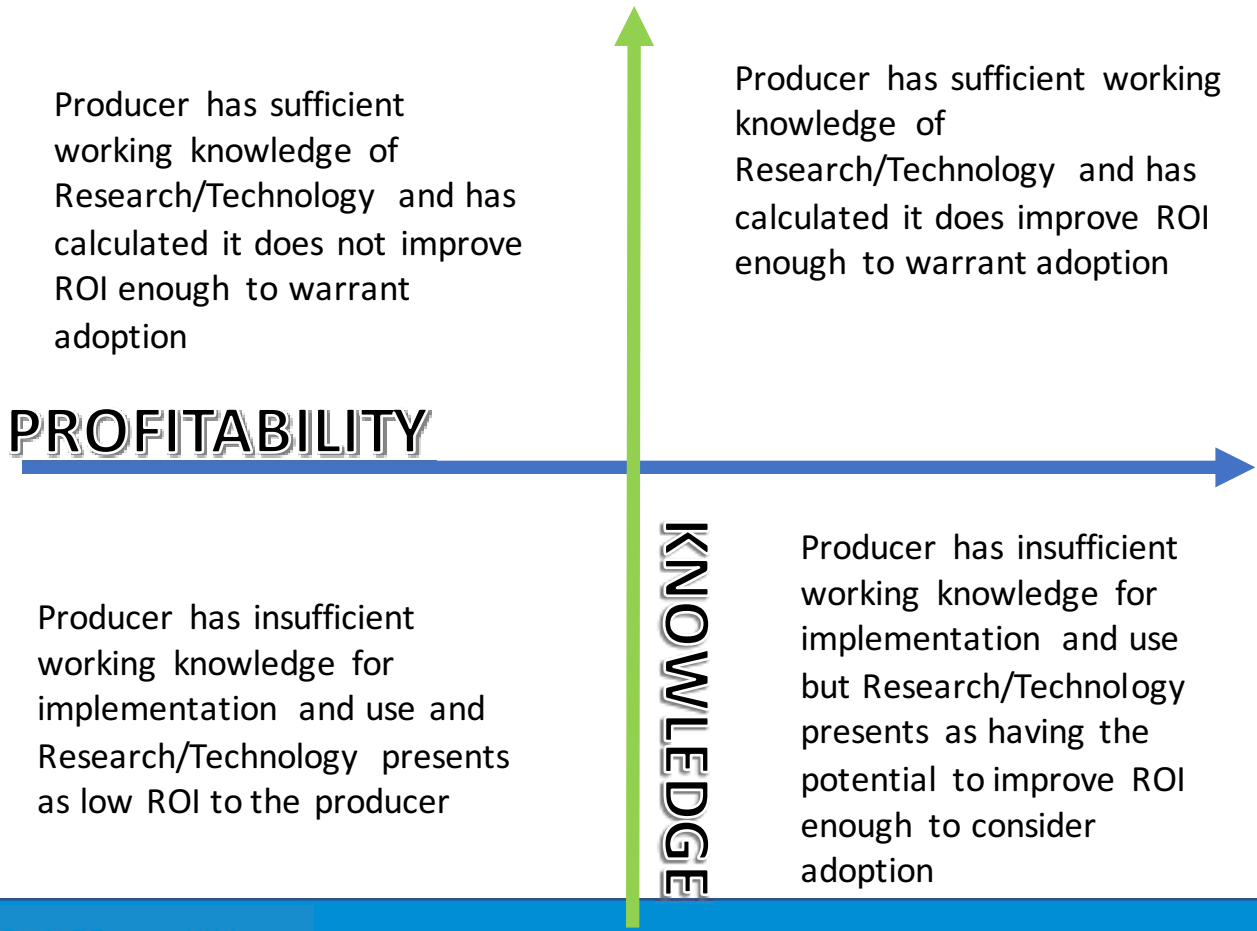 Producer has sufficient
working knowledge of
Research/Technology and has
calculated it does not improve
ROI enough to warrant
adoption
Producer has sufficient working
knowledge of
Research/Technology and has
calculated it does improve ROI
enough to warrant adoption
PROFITABILITY
KNOWLEDGE
Producer has insufficient
working knowledge for
implementation and use and
Research/Technology presents
as low ROI to the producer
Producer has insufficient
working knowledge for
implementation and use
but Research/Technology
presents as having the
potential to improve ROI
enough to consider
adoption